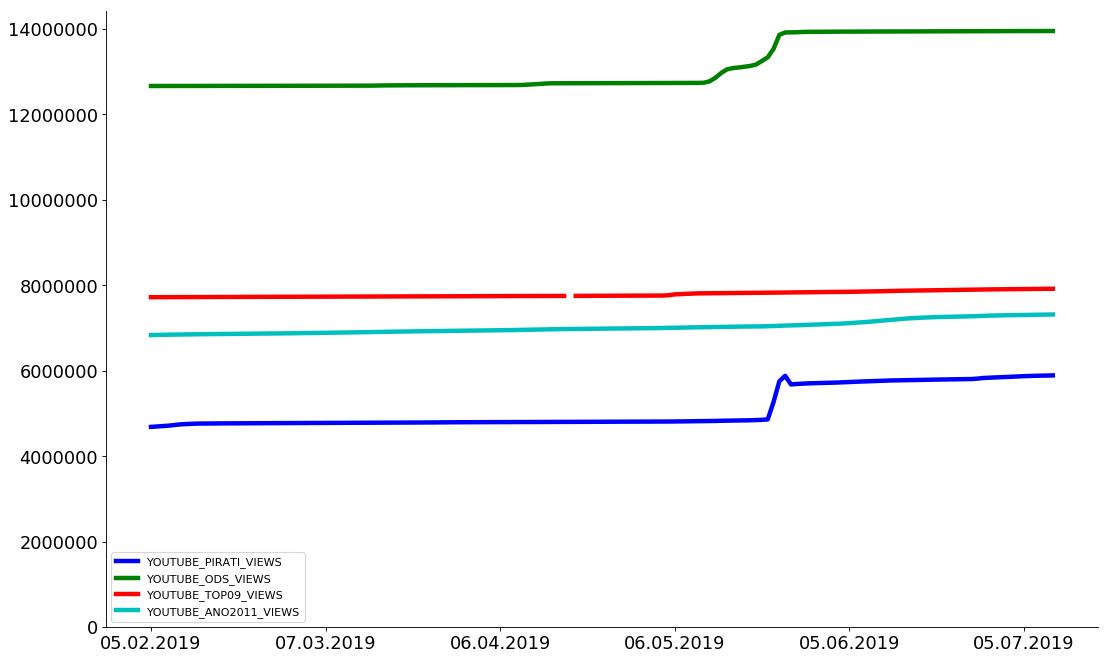 14000000
12000000
10000000
8000000
6000000
4000000
2000000
0
YOUTUBE_PIRATI_VIEWS
YOUTUBE_ODS_VIEWS
YOUTUBE_TOP09_VIEWS
YOUTUBE_ANO2011_VIEWS
05.02.2019 07.03.2019 06.04.2019 06.05.2019 05.06.2019 05.07.2019